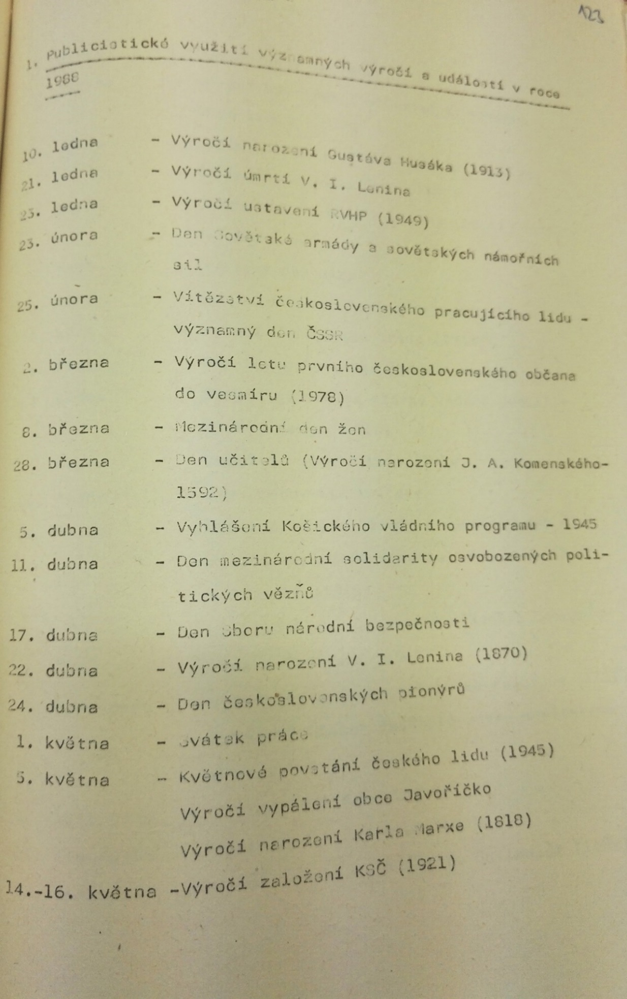 123
1. Publicistické využití významných výročí a událostí v roce
1988
10. ledna - Výročí narození Gustáva Husáka (1913)
21. ledna - Výročí úmrtí V. I. Lenina
23. ledna - Výročí ustavení RVHP (1949)
23. února - Den Sovětské armády a sovětských námořních
sil
25. února - Vítězství československého pracujícího lidu -
významný den ČSSR
2. března - Výročí letu prvního československého občana
do vesmíru (1978)
8. března - Mezinárodní den žen
28. března - Den učitelů (Výročí narození J. A. Komenského-
1592)
5. dubna - Vyhlášení Košického vládního programu - 1945
11. dubna - Den mezinárodní solidarity osvobozených poli-
tických vězňů
17. dubna - Den Sboru národní bezpečnosti
22. dubna - Výročí narození V. I. Lenina (1870)
24. dubna - Den československých pionýrů
1. května - Svátek práce
5. května - Květnové povstání českého lidu (1945)
Výročí vypálení obce Javoříčko
Výročí narození Karla Marxe (1818)
14.-16. května -Výročí založení KSČ (1921)